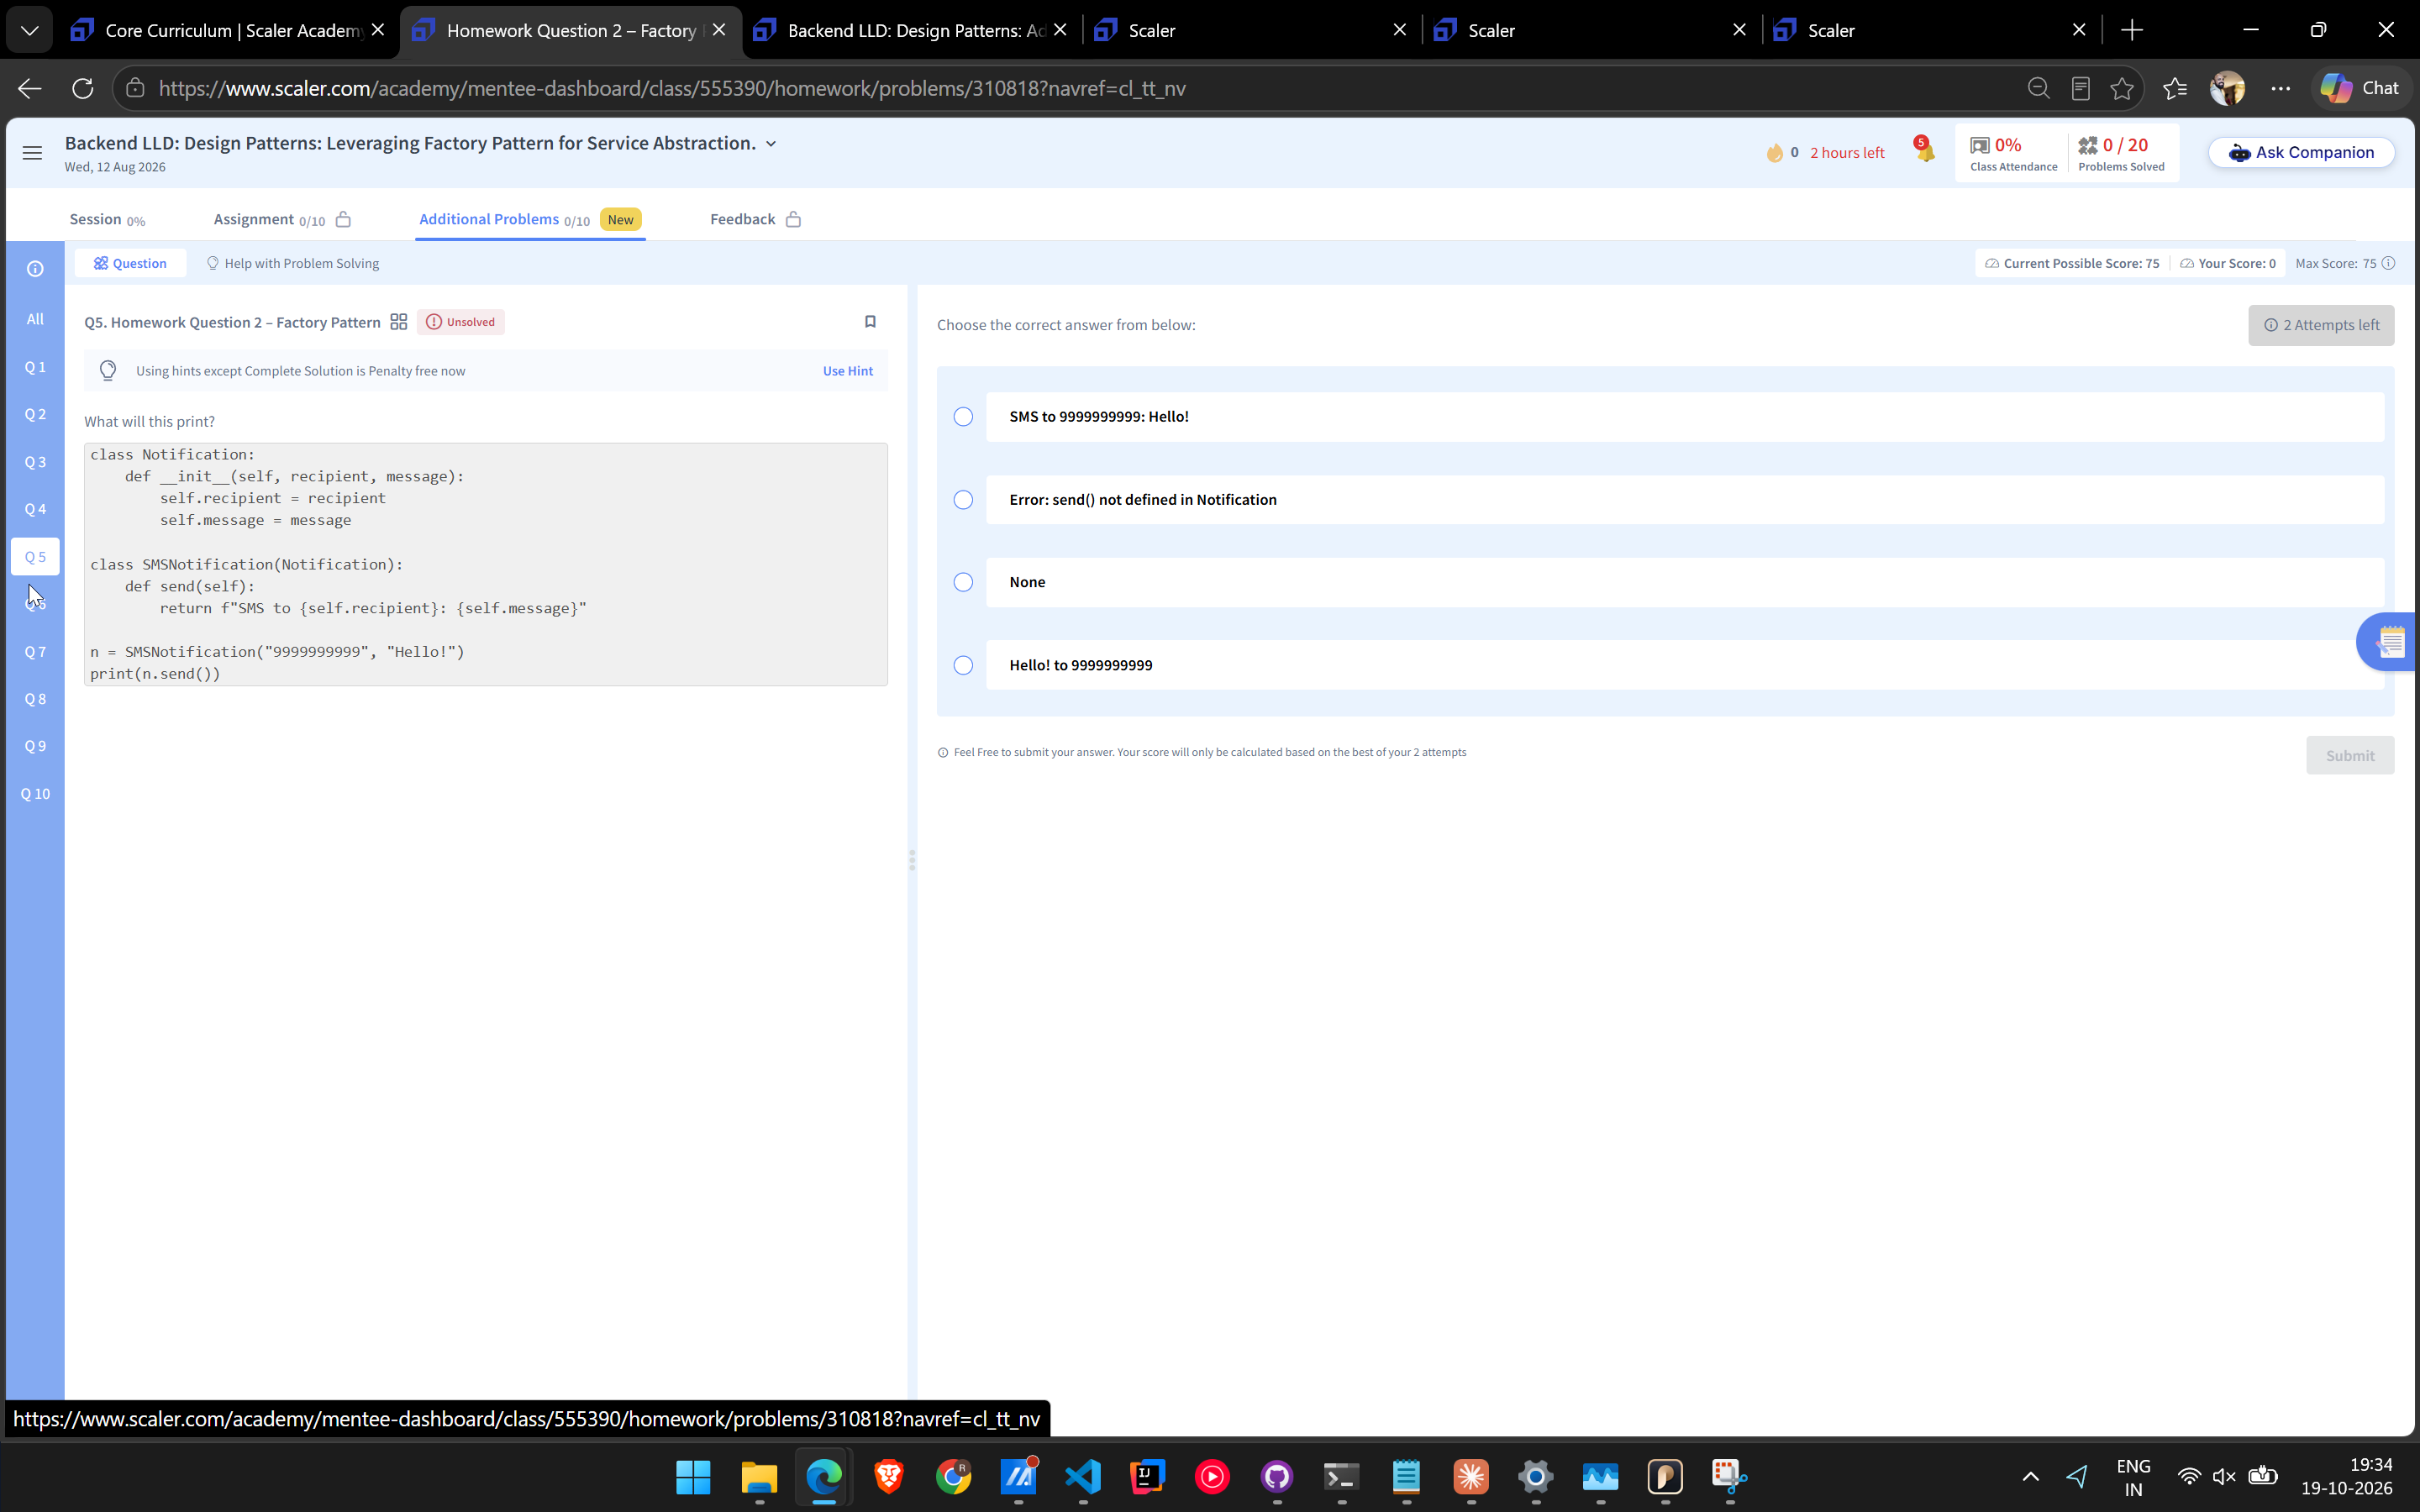 Core Curriculum | Scaler Academy
Homework Question 2 – Factory
Backend LLD: Design Patterns: Ad
Scaler
Scaler
Scaler
https://www.scaler.com/academy/mentee-dashboard/class/555390/homework/problems/310818?navref=cl_tt_nv
Chat
Backend LLD: Design Patterns: Leveraging Factory Pattern for Service Abstraction.
Wed, 12 Aug 2026
0 2 hours left
5
0%
Class Attendance
0 / 20
Problems Solved
Ask Companion
Session 0%
Assignment 0/10
Additional Problems 0/10 New
Feedback
Question
Help with Problem Solving
Current Possible Score: 75
Your Score: 0
Max Score: 75
All
Q 1
Q 2
Q 3
Q 4
Q 5
Q 6
Q 7
Q 8
Q 9
Q 10
Q5. Homework Question 2 – Factory Pattern
Unsolved
Using hints except Complete Solution is Penalty free now
Use Hint
What will this print?
class Notification:
    def __init__(self, recipient, message):
        self.recipient = recipient
        self.message = message
class SMSNotification(Notification):
    def send(self):
        return f"SMS to {self.recipient}: {self.message}"
n = SMSNotification("9999999999", "Hello!")
print(n.send())
Choose the correct answer from below:
2 Attempts left
SMS to 9999999999: Hello!
Error: send() not defined in Notification
None
Hello! to 9999999999
Feel Free to submit your answer. Your score will only be calculated based on the best of your 2 attempts
Submit
https://www.scaler.com/academy/mentee-dashboard/class/555390/homework/problems/310818?navref=cl_tt_nv
R
IJ
ENG
IN
19:34
19-10-2026